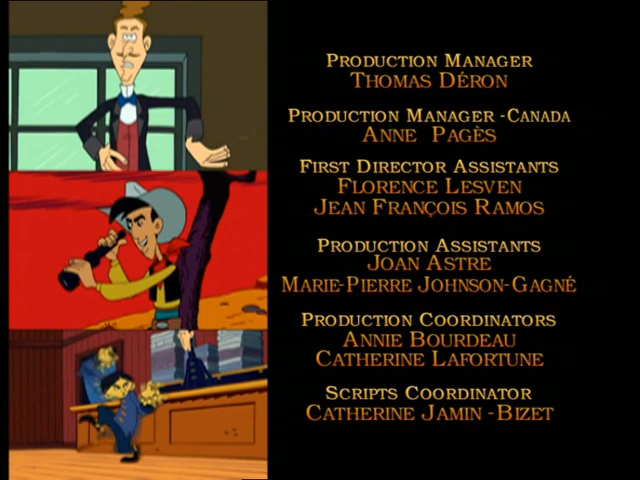 PRODUCTION MANAGER
THOMAS DÉRON
PRODUCTION MANAGER -CANADA
ANNE PAGÈS
FIRST DIRECTOR ASSISTANTS
FLORENCE LESVEN
JEAN FRANÇOIS RAMOS
PRODUCTION ASSISTANTS
JOAN ASTRE
MARIE-PIERRE JOHNSON-GAGNÉ
PRODUCTION COORDINATORS
ANNIE BOURDEAU
CATHERINE LAFORTUNE
SCRIPTS COORDINATOR
CATHERINE JAMIN -BIZET